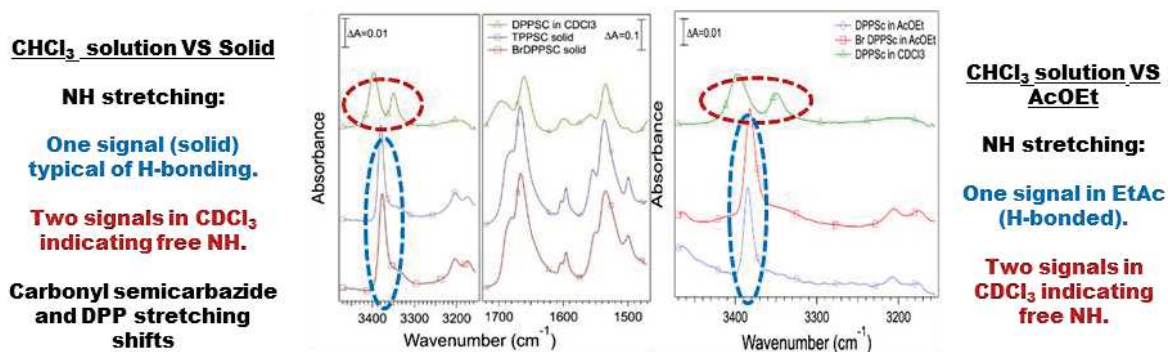 CHCl3 solution VS Solid
NH stretching:
One signal (solid)
typical of H-bonding.
Two signals in CDCl3
indicating free NH.
Carbonyl semicarbazide
and DPP stretching
shifts
ΔA=0.01
DPPSC in CDCl3
TPPSC solid
BrDPPSC solid
ΔA=0.1
Absorbance
3400 3300 3200
1600 1500
Wavenumber (cm-1)
ΔA=0.01
DPPSc in AcOEt
Br DPPSc in AcOEt
DPPSc in CDCl3
Absorbance
3400 3300 3200
Wavenumber (cm-1)
CHCl3 solution VS
AcOEt
NH stretching:
One signal in EtAc
(H-bonded).
Two signals in
CDCl3 indicating
free NH.